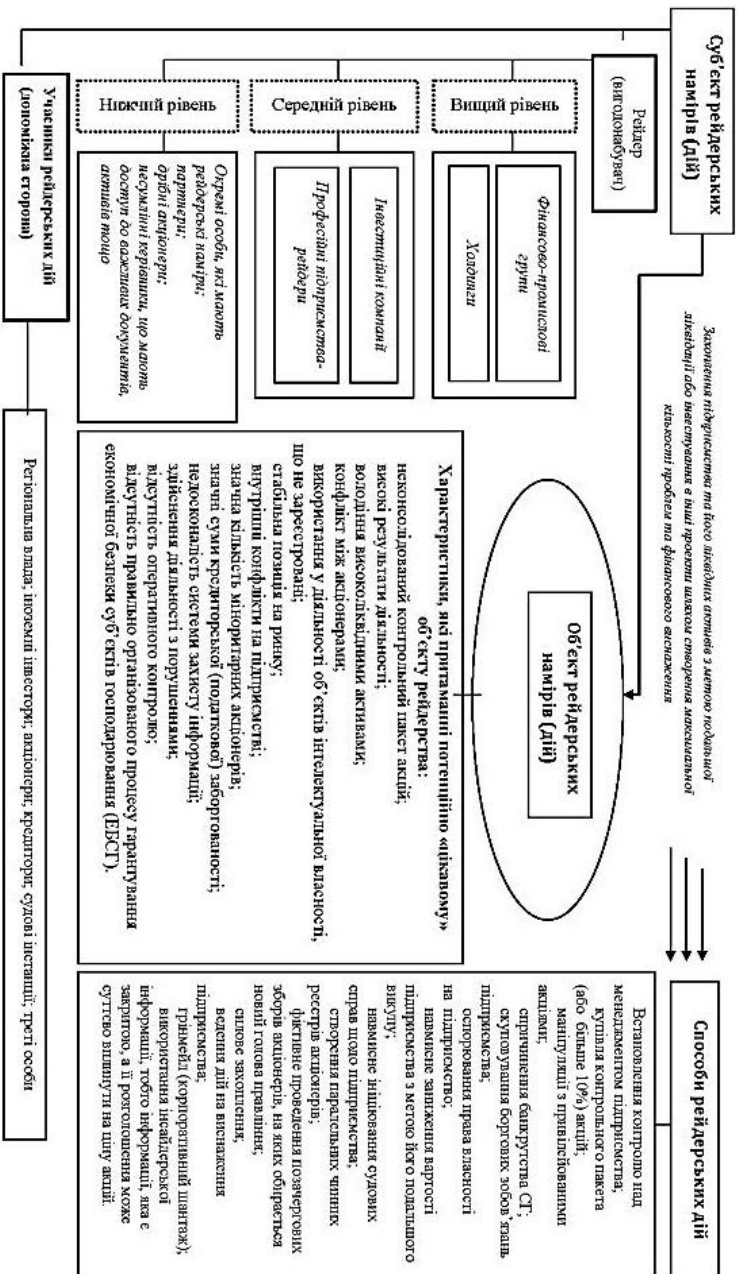 Суб'єкт рейдерських
намірів (дій)
Захоплення підприємства та його ліквідних активів з метою подальшої
ліквідації або інвестування в інші проекти шляхом створення максимальної
кількості проблем та фінансового виснаження
Способи рейдерських дій
Рейдер
(вигодонабувач)
Вищий рівень
Фінансово-промислові
групи
Холдинги
Середній рівень
Інвестиційні компанії
Професійні підприємства-
рейдери
Нижчий рівень
Окремі особи, які мають
рейдерські наміри;
партнери;
дрібні акціонери;
несумлінні керівники, що мають
доступ до важливих документів,
активів тощо
Об'єкт рейдерських
намірів (дій)
Характеристики, які притаманні потенційно «цікавому»
об'єкту рейдерства:
неконсолідований контрольний пакет акцій;
високі результати діяльності;
володіння високоліквідними активами;
конфлікт між акціонерами;
використання у діяльності об'єктів інтелектуальної власності,
що не зареєстровані;
стабільна позиція на ринку;
внутрішні конфлікти на підприємстві;
значна кількість міноритарних акціонерів;
значні суми кредиторської (податкової) заборгованості;
недосконалість системи захисту інформації;
здійснення діяльності з порушеннями;
відсутність оперативного контролю;
відсутність правильно організованого процесу гарантування
економічної безпеки суб'єктів господарювання (ЕБСГ).
Встановлення контролю над
менеджментом підприємства;
купівля контрольного пакета
(або більше 10%) акцій;
маніпуляції з привілейованими
акціями;
спричинення банкрутства СГ;
скуповування боргових зобов'язань
підприємства;
оспорювання права власності
на підприємство;
навмисне заниження вартості
підприємства з метою його подальшого
викупу;
навмисне ініціювання судових
справ щодо підприємства;
створення паралельних чинних
реєстрів акціонерів;
фіктивне проведення позачергових
зборів акціонерів, на яких обирається
новий голова правління;
силове захоплення;
ведення дій на виснаження
підприємства;
грінмейл (корпоративний шантаж);
використання інсайдерської
інформації, тобто інформації, яка є
закритою, а її розголошення може
суттєво вплинути на ціну акцій.
Учасники рейдерських дій
(допоміжна сторона)
Регіональна влада; іноземні інвестори; акціонери; кредитори; судові інстанції; треті особи